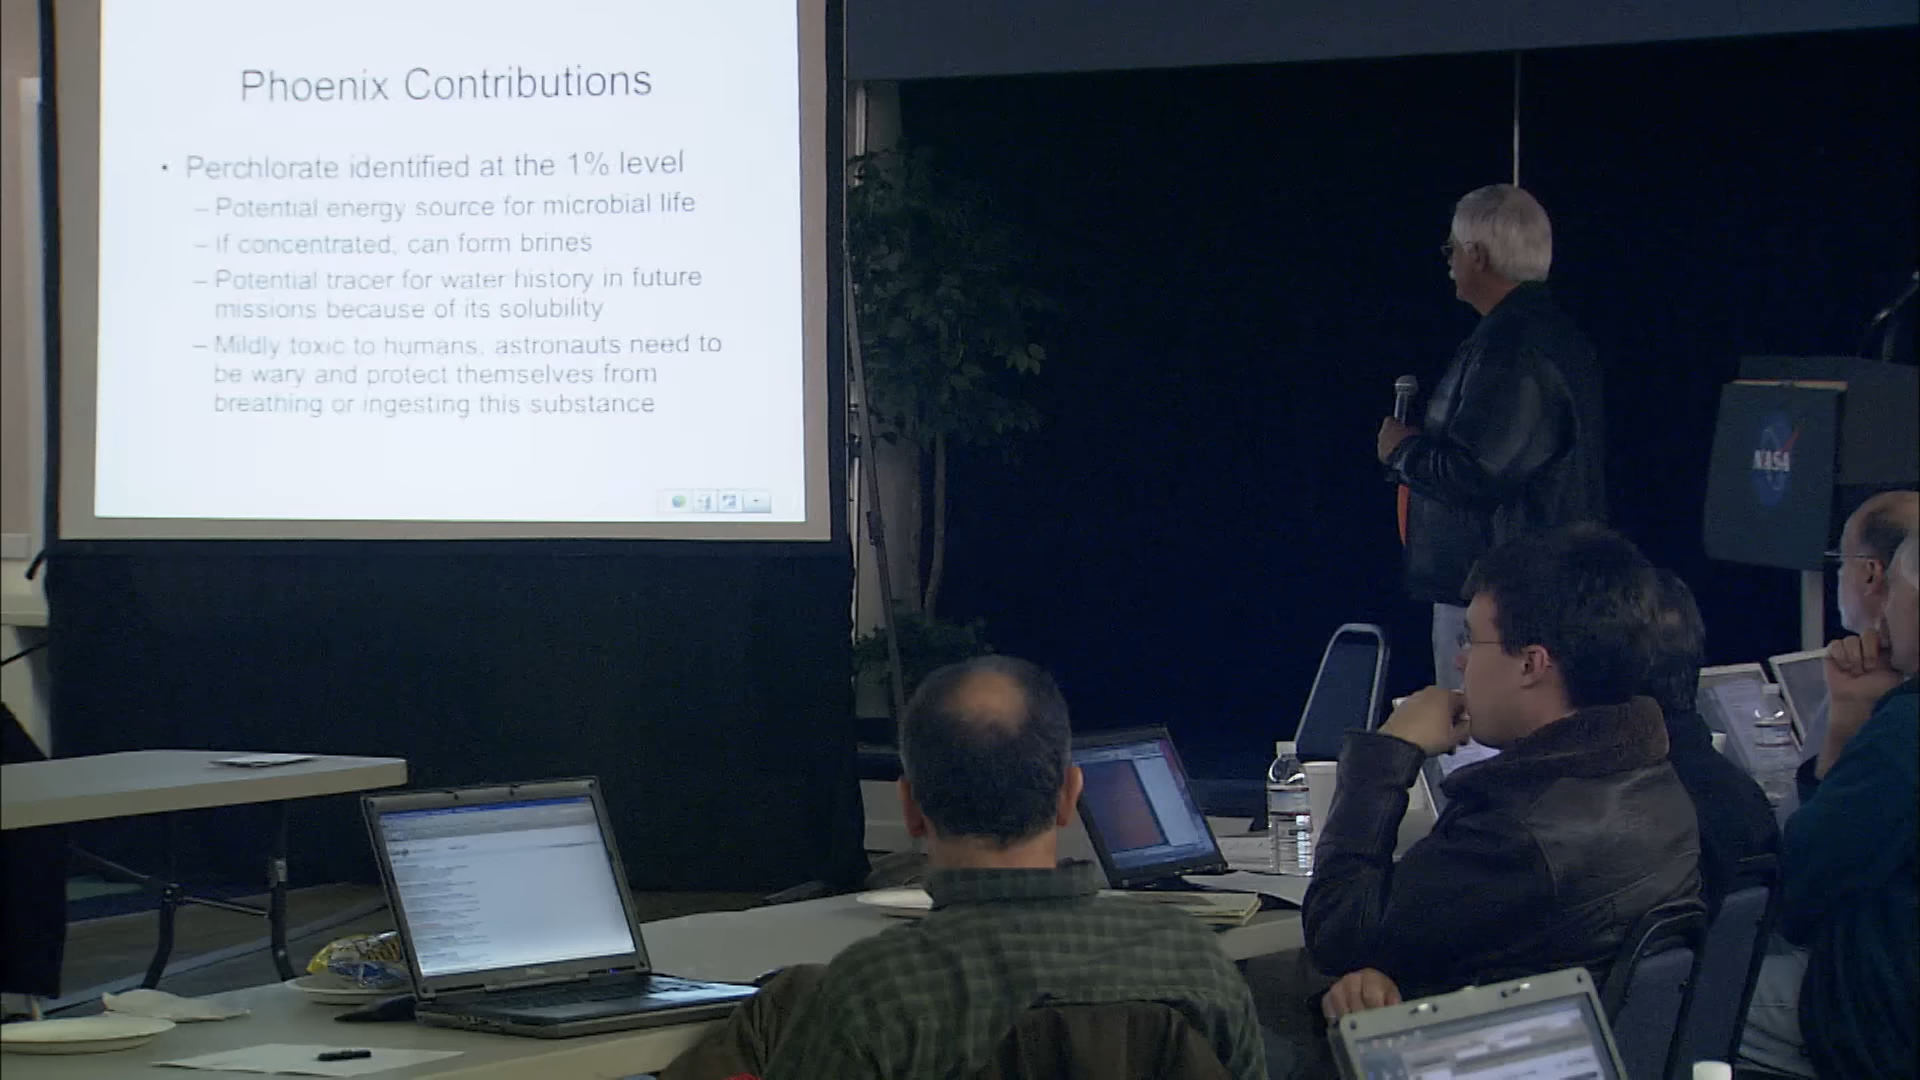 Phoenix Contributions
• Perchlorate identified at the 1% level
– Potential energy source for microbial life
– If concentrated, can form brines
– Potential tracer for water history in future
missions because of its solubility
– Mildly toxic to humans, astronauts need to
be wary and protect themselves from
breathing or ingesting this substance
NASA